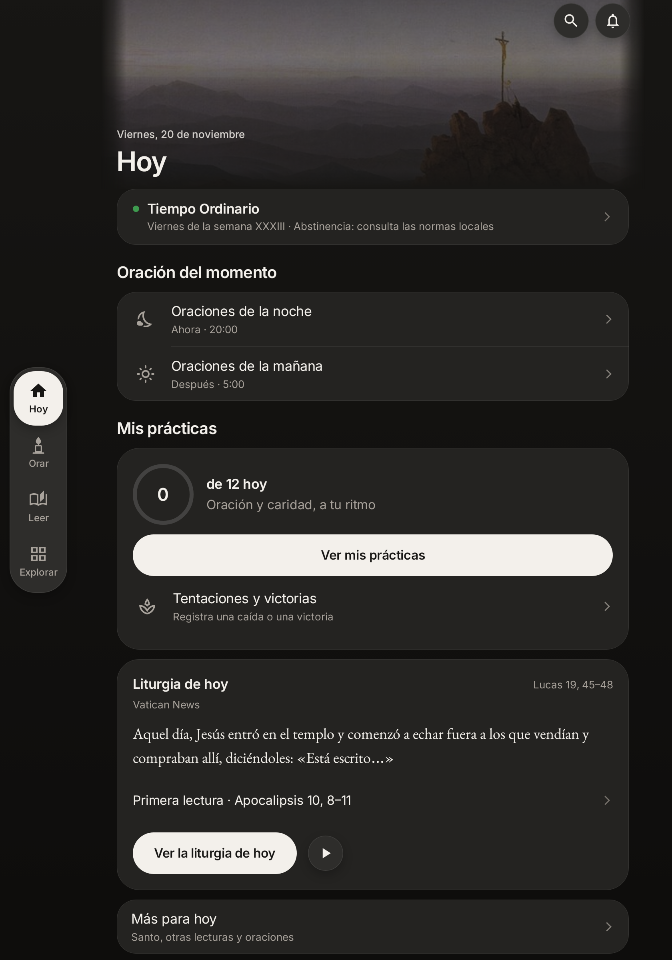 Viernes, 20 de noviembre
Hoy
Tiempo Ordinario
Viernes de la semana XXXIII · Abstinencia: consulta las normas locales
Oración del momento
Oraciones de la noche
Ahora · 20:00
Oraciones de la mañana
Después · 5:00
Hoy
Orar
Leer
Explorar
Mis prácticas
0
de 12 hoy
Oración y caridad, a tu ritmo
Ver mis prácticas
Tentaciones y victorias
Registra una caída o una victoria
Liturgia de hoy
Lucas 19, 45–48
Vatican News
Aquel día, Jesús entró en el templo y comenzó a echar fuera a los que vendían y
compraban allí, diciéndoles: «Está escrito...»
Primera lectura · Apocalipsis 10, 8–11
Ver la liturgia de hoy
Más para hoy
Santo, otras lecturas y oraciones